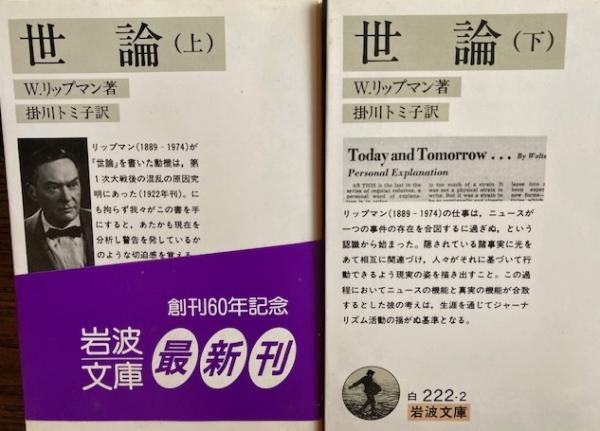 世論（上）
W.リップマン著
掛川トミ子訳
リップマン（1889‐1974）が
『世論』を書いた動機は，第
1次大戦後の混乱の原因究
明にあった（1922年刊）。に
も拘らず我々がこの書を手
にすると，あたかも現在を
分析し警告を発しているか
のような切迫感を覚える。
創刊60年記念
岩波
文庫
最新刊
世論（下）
W.リップマン著
掛川トミ子訳
Today and Tomorrow . . . By Walte
Personal Explanation
リップマン（1889‐1974）の仕事は，ニュースが
一つの事件の存在を合図するに過ぎぬ，という
認識から始まった。隠されている諸事実に光を
あて相互に関連づけ，人々がそれに基づいて行
動できるよう現実の姿を描き出すこと。この過
程においてニュースの機能と真実の機能が合致
するとした彼の考えは，生涯を通じてジャーナ
リズム活動の揺がぬ基準となる。
白 222-2
岩波文庫